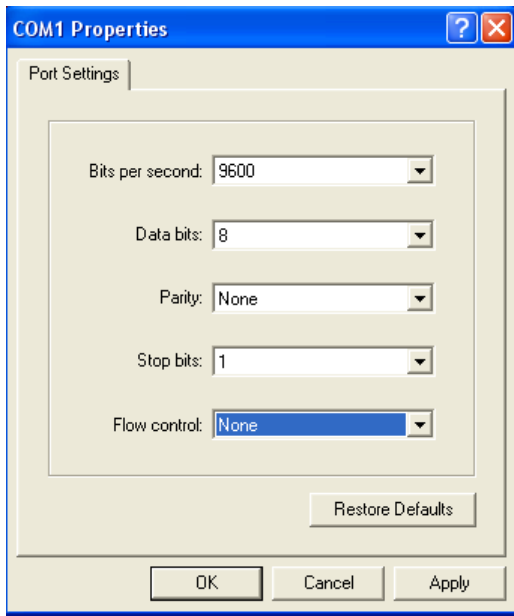 COM1 Properties
Port Settings
Bits per second: 9600
Data bits: 8
Parity: None
Stop bits: 1
Flow control: None
Restore Defaults
OK Cancel Apply